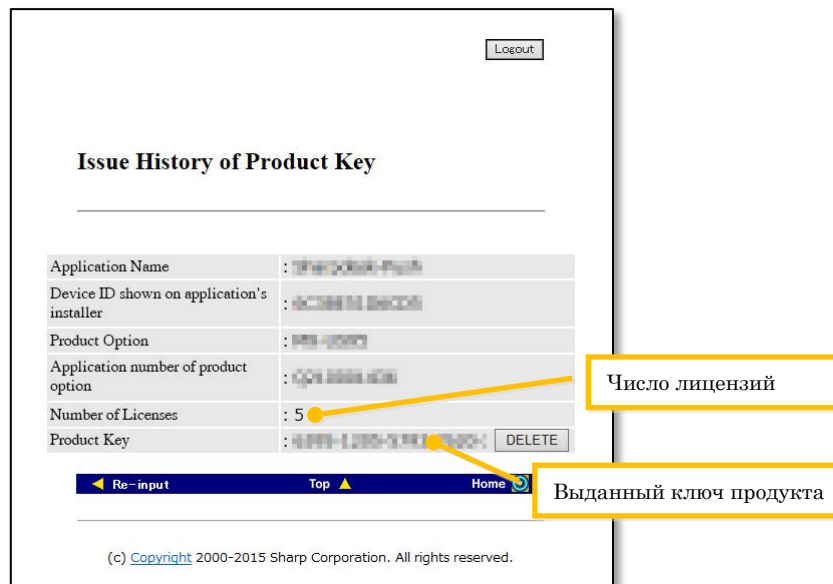 Logout
Issue History of Product Key
Application Name :
Device ID shown on application's
installer :
Product Option :
Application number of product
option :
Число лицензий
Number of Licenses : 5
Product Key : DELETE
Re-input Top Home
Выданный ключ продукта
(c) Copyright 2000-2015 Sharp Corporation. All rights reserved.